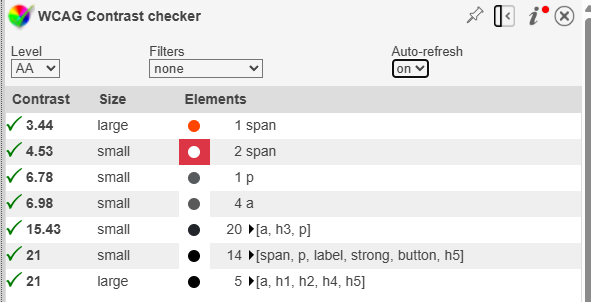 WCAG Contrast checker
Level Filters Auto-refresh
AA none on
Contrast Size Elements
3.44 large 1 span
4.53 small 2 span
6.78 small 1 p
6.98 small 4 a
15.43 small 20 [a, h3, p]
21 small 14 [span, p, label, strong, button, h5]
21 large 5 [a, h1, h2, h4, h5]